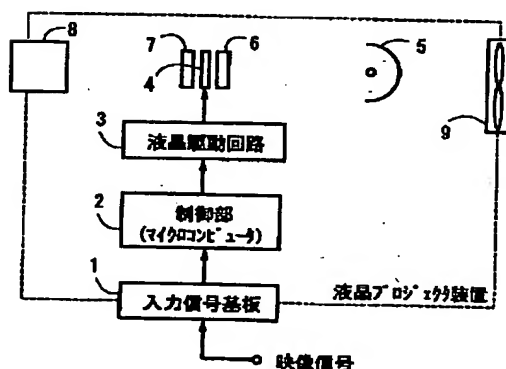 8
7
6
5
4
9
3
液晶駆動回路
2
制御部
(マイクロコンピュータ)
1
入力信号基板
液晶プロジェクタ装置
映像信号